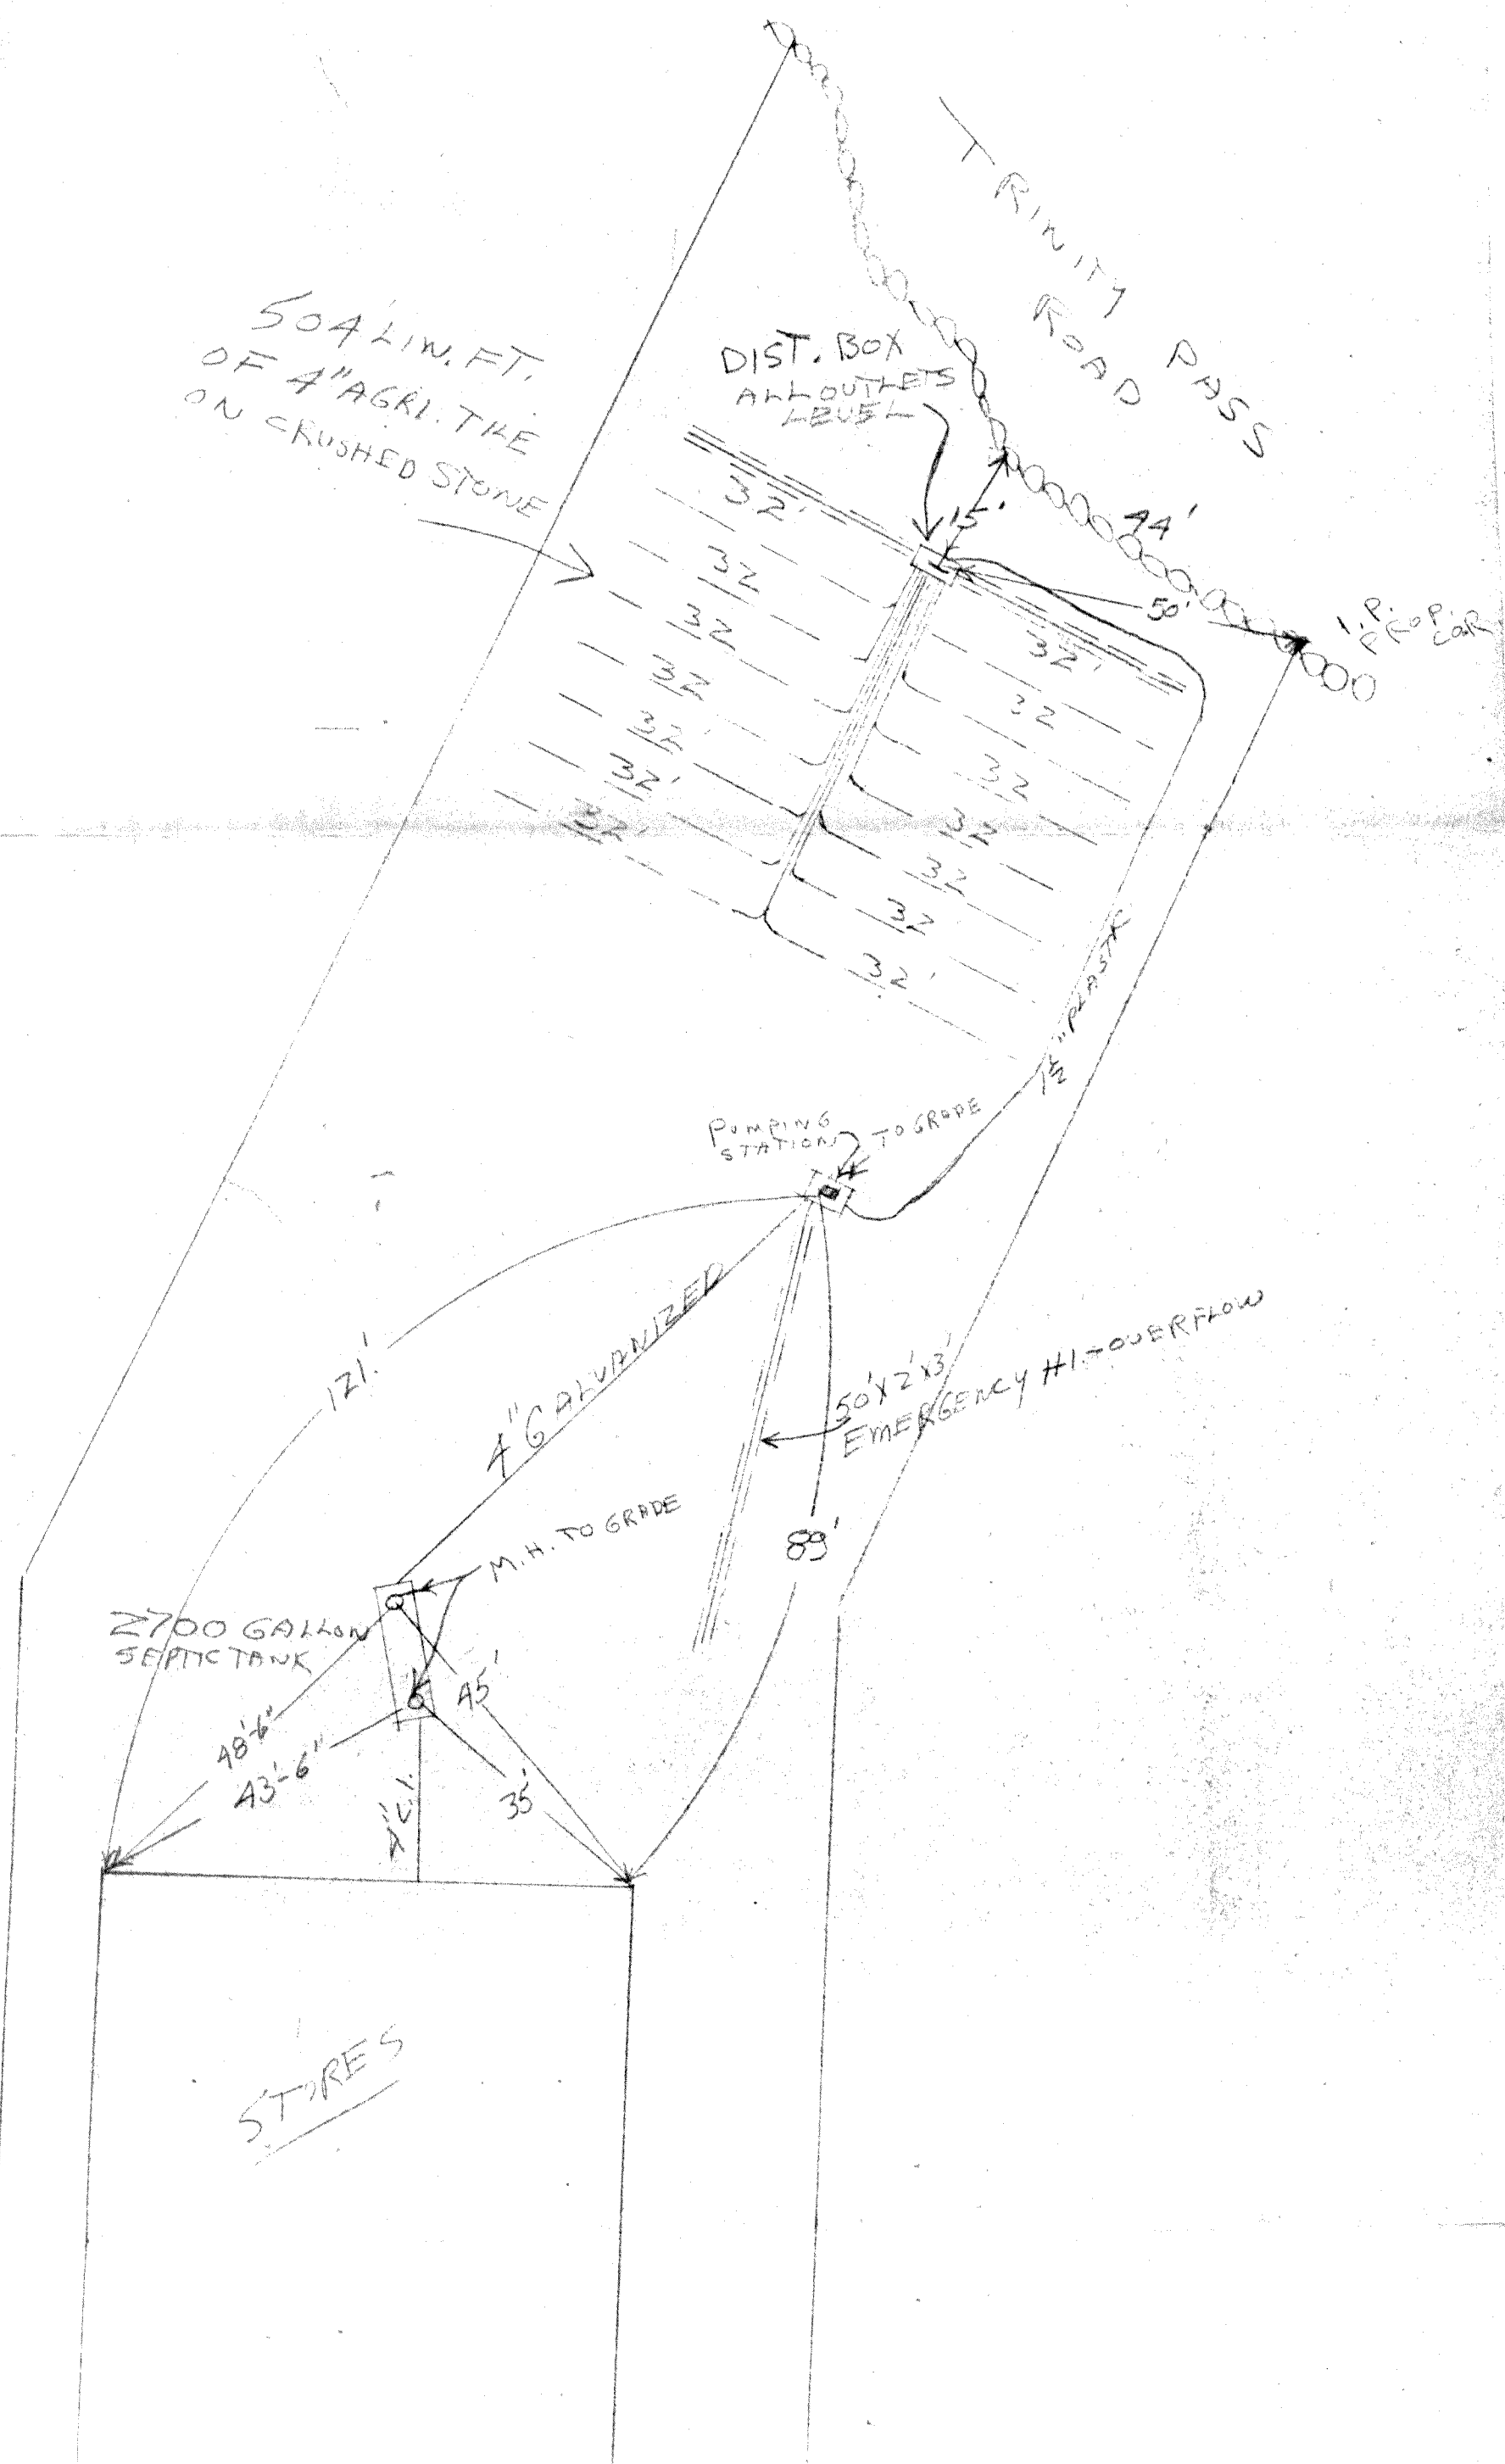 TRINITY PASS
ROAD
504 LIN. FT.
OF 4" AGRI. TILE
ON CRUSHED STONE
DIST. BOX
ALL OUTLETS
LEVEL
15'
44'
50'
I.P.
PROP.
COR
32'
32
32
32
32'
32'
32'
32'
32
32
32
32
32
32'
1½" PLASTIC
PUMPING
STATION
TO GRADE
121.'
4" GALVANIZED
50'X2'X3'
EMERGENCY HI-OVERFLOW
89'
M.H. TO GRADE
2700 GALLON
SEPTIC TANK
45'
48'-6"
43'-6"
35'
4" C.I.
STORES